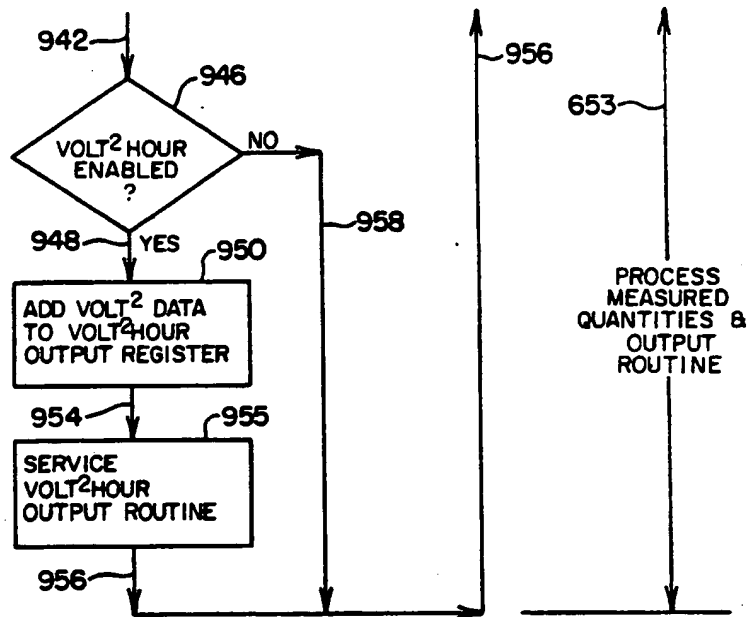 942
946
VOLT² HOUR
ENABLED
?
NO
948
YES
950
ADD VOLT² DATA
TO VOLT²HOUR
OUTPUT REGISTER
954
955
SERVICE
VOLT²HOUR
OUTPUT ROUTINE
956
958
956
653
PROCESS
MEASURED
QUANTITIES &
OUTPUT
ROUTINE